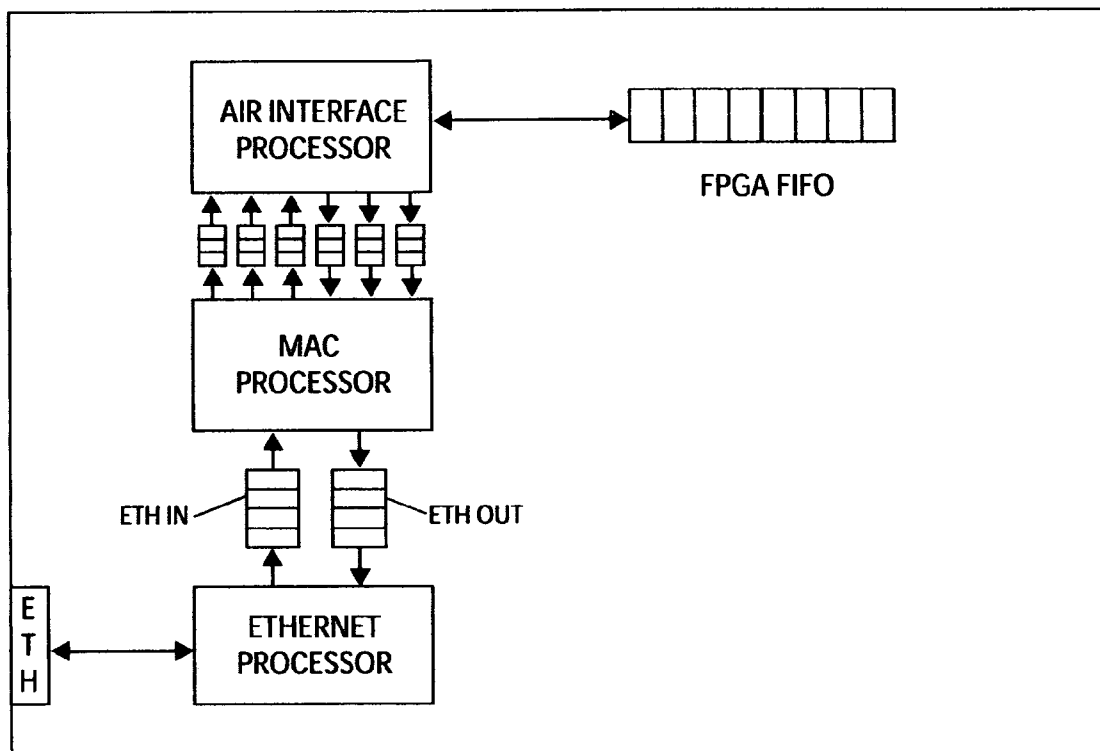 AIR INTERFACE
PROCESSOR
FPGA FIFO
MAC
PROCESSOR
ETH IN
ETH OUT
ETHERNET
PROCESSOR
E
T
H